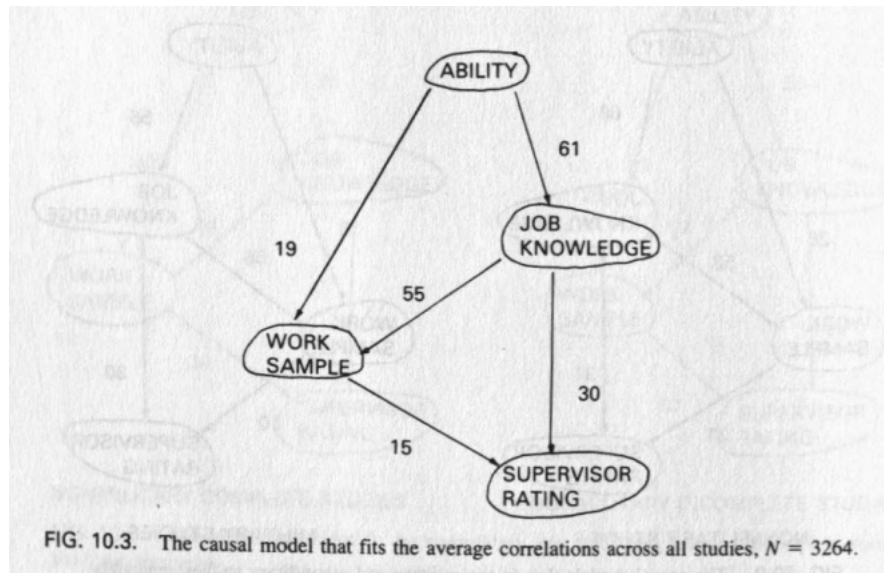 ABILITY
61
JOB
KNOWLEDGE
19
55
WORK
SAMPLE
30
15
SUPERVISOR
RATING
FIG. 10.3. The causal model that fits the average correlations across all studies, N = 3264.